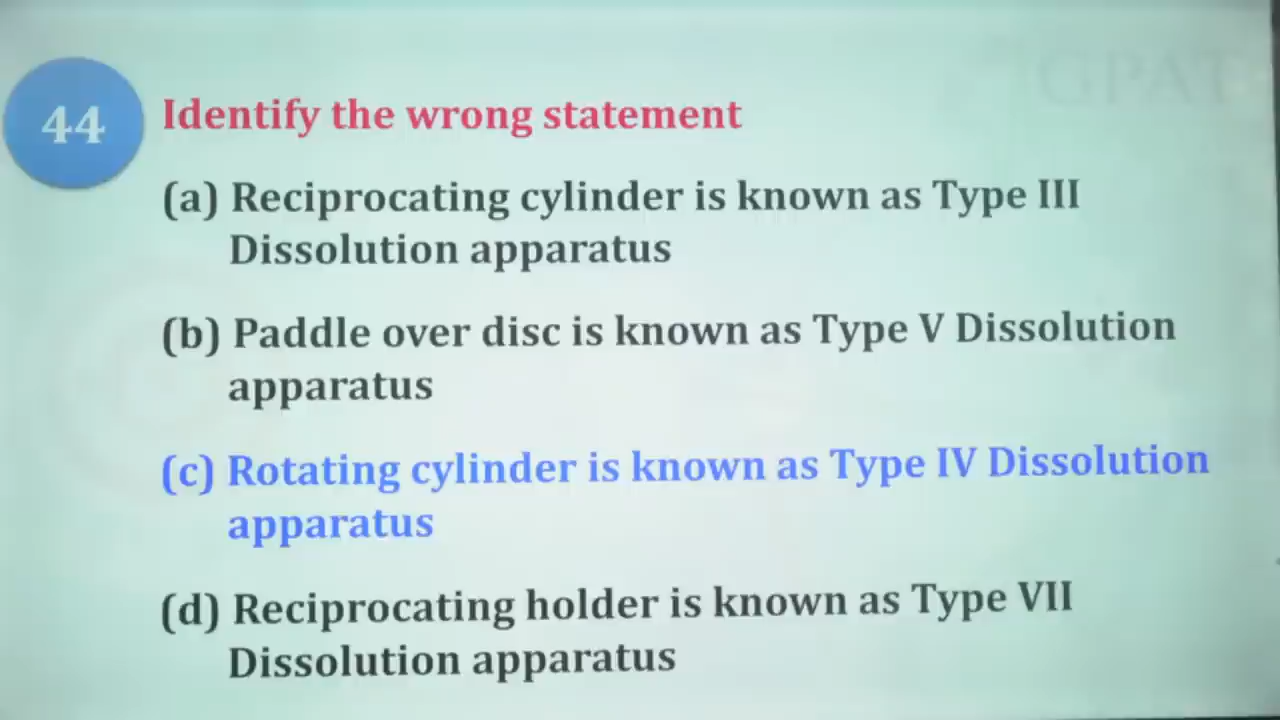 GPAT
44
Identify the wrong statement
(a) Reciprocating cylinder is known as Type III
Dissolution apparatus
(b) Paddle over disc is known as Type V Dissolution
apparatus
(c) Rotating cylinder is known as Type IV Dissolution
apparatus
(d) Reciprocating holder is known as Type VII
Dissolution apparatus